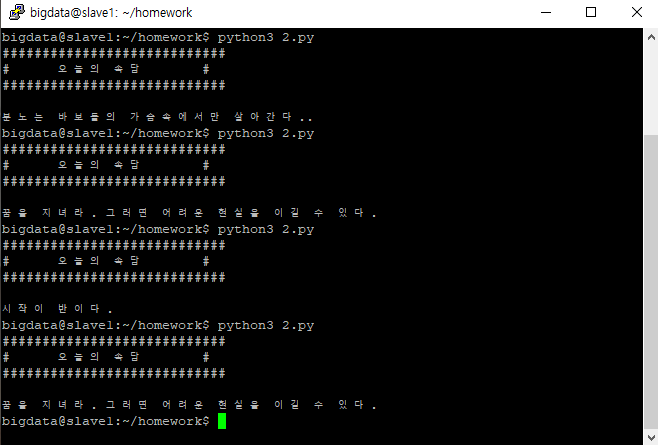 bigdata@slave1: ~/homework
bigdata@slave1:~/homework$ python3 2.py
############################
#      오늘의 속담        #
############################
분노는 바보들의 가슴속에서만 살아간다..
bigdata@slave1:~/homework$ python3 2.py
############################
#      오늘의 속담        #
############################
꿈을 지녀라.그러면 어려운 현실을 이길 수 있다.
bigdata@slave1:~/homework$ python3 2.py
############################
#      오늘의 속담        #
############################
시작이 반이다.
bigdata@slave1:~/homework$ python3 2.py
############################
#      오늘의 속담        #
############################
꿈을 지녀라.그러면 어려운 현실을 이길 수 있다.
bigdata@slave1:~/homework$